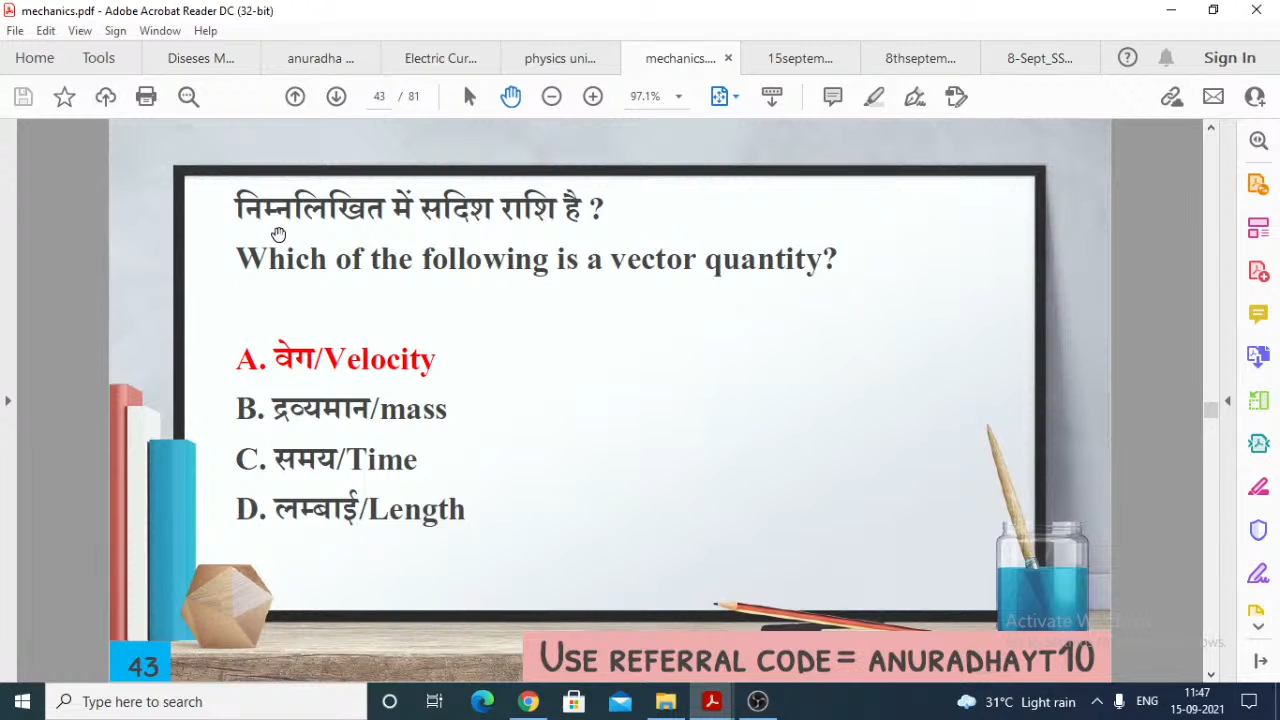 mechanics.pdf - Adobe Acrobat Reader DC (32-bit)
File Edit View Sign Window Help
Home Tools Diseses M... anuradha ... Electric Cur... physics uni... mechanics.... 15septem... 8thseptem... 8-Sept_SS... Sign In
43 / 81 97.1%
निम्नलिखित में सदिश राशि है ?
Which of the following is a vector quantity?
A. वेग/Velocity
B. द्रव्यमान/mass
C. समय/Time
D. लम्बाई/Length
Activate
43
USE REFERRAL CODE= ANURADHAYT10
Type here to search
31°C Light rain
ENG
11:47
15-09-2021